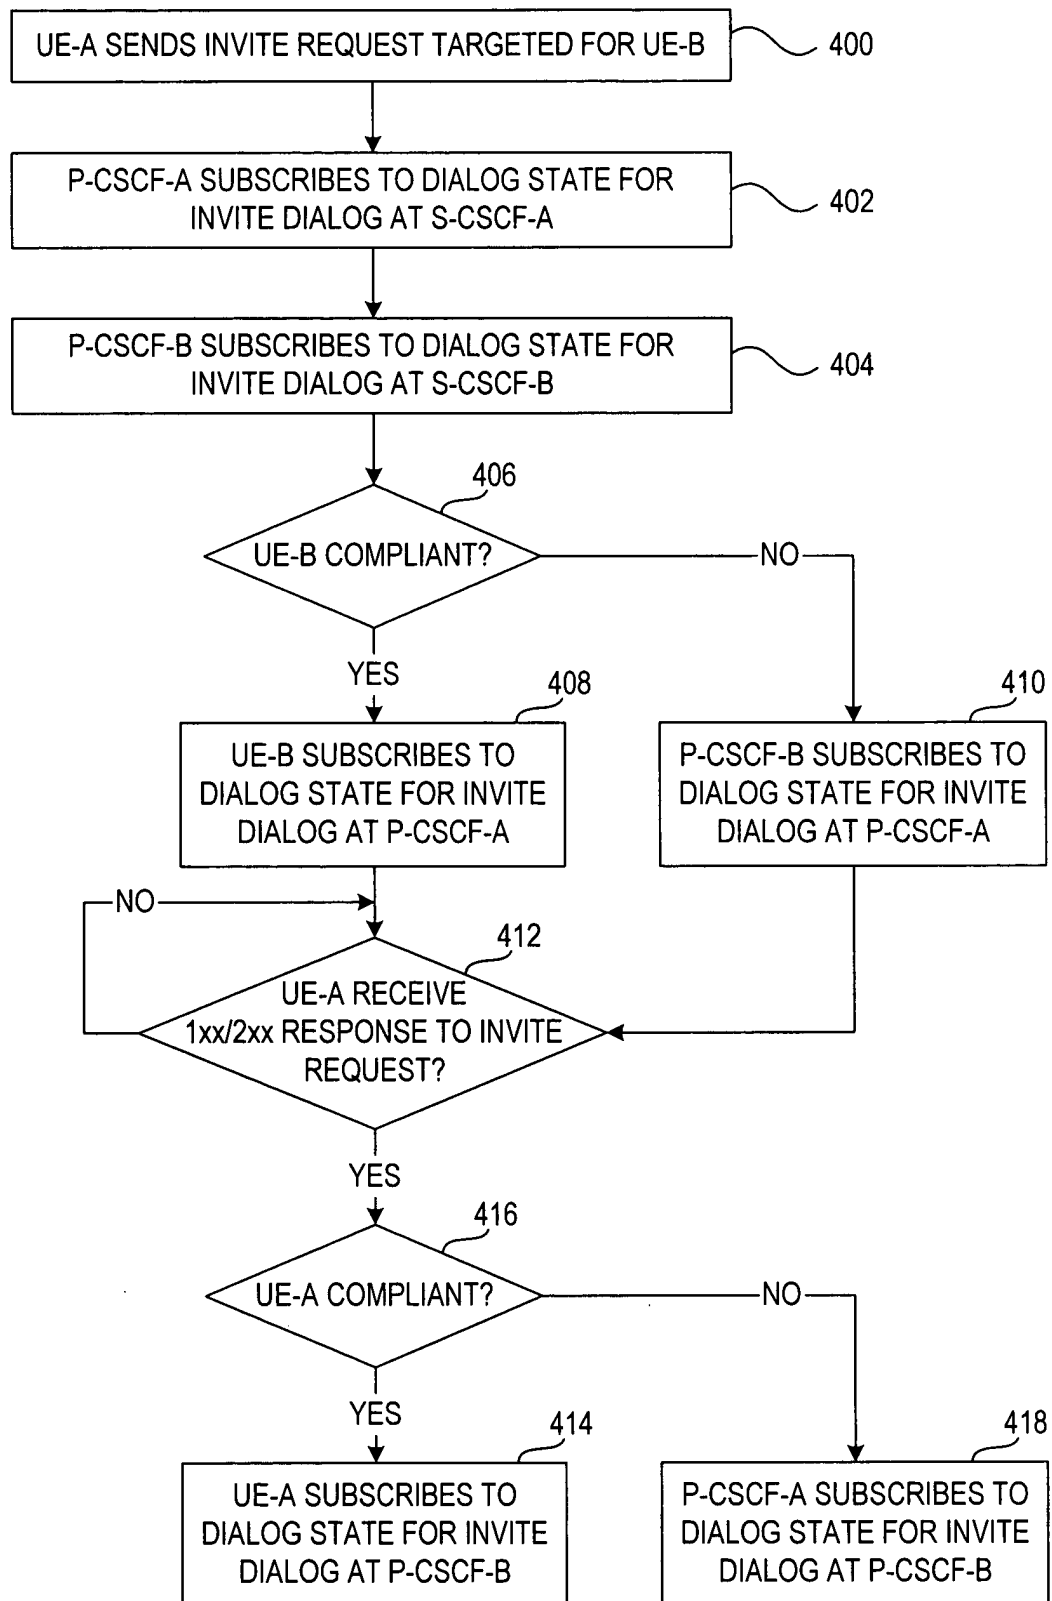 UE-A SENDS INVITE REQUEST TARGETED FOR UE-B
400
P-CSCF-A SUBSCRIBES TO DIALOG STATE FOR
INVITE DIALOG AT S-CSCF-A
402
P-CSCF-B SUBSCRIBES TO DIALOG STATE FOR
INVITE DIALOG AT S-CSCF-B
404
406
UE-B COMPLIANT?
NO
YES
408
UE-B SUBSCRIBES TO
DIALOG STATE FOR INVITE
DIALOG AT P-CSCF-A
410
P-CSCF-B SUBSCRIBES TO
DIALOG STATE FOR INVITE
DIALOG AT P-CSCF-A
NO
412
UE-A RECEIVE
1xx/2xx RESPONSE TO INVITE
REQUEST?
YES
416
UE-A COMPLIANT?
NO
YES
414
UE-A SUBSCRIBES TO
DIALOG STATE FOR INVITE
DIALOG AT P-CSCF-B
418
P-CSCF-A SUBSCRIBES TO
DIALOG STATE FOR INVITE
DIALOG AT P-CSCF-B